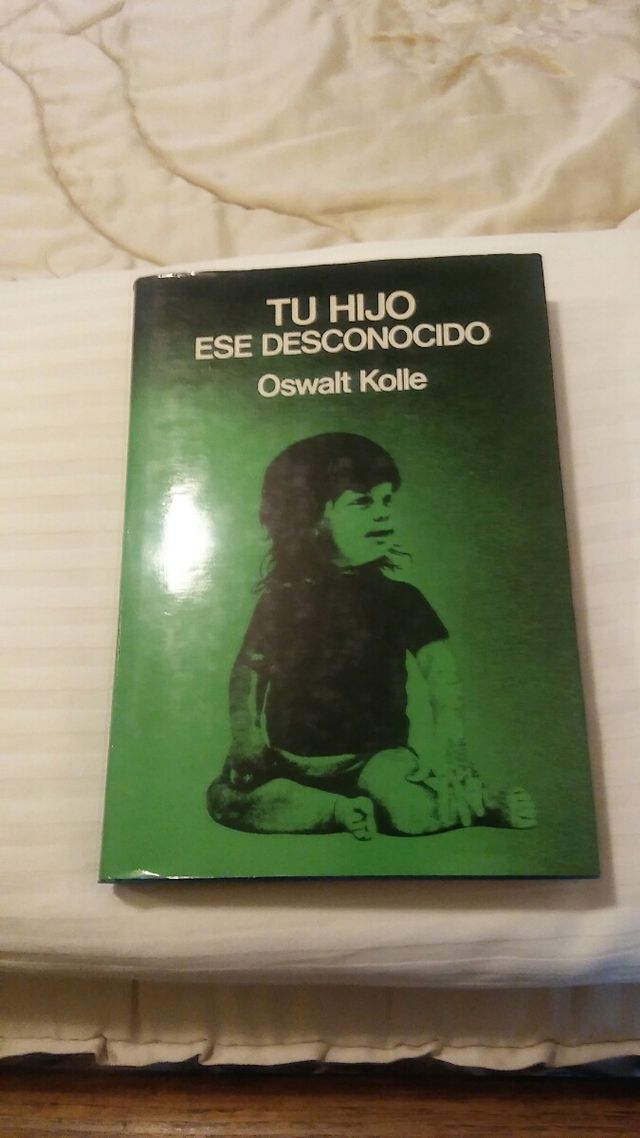 TU HIJO
ESE DESCONOCIDO
Oswalt Kolle